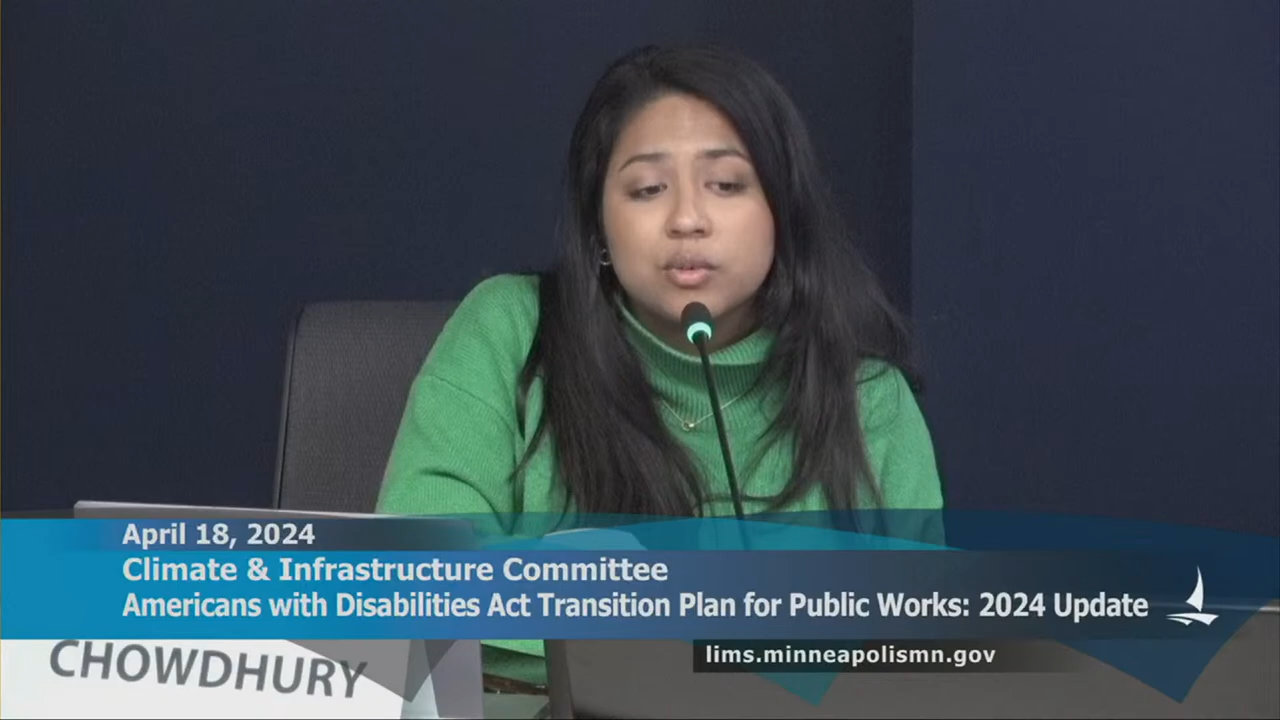 April 18, 2024
Climate & Infrastructure Committee
Americans with Disabilities Act Transition Plan for Public Works: 2024 Update
lims.minneapolismn.gov
CHOWDHURY